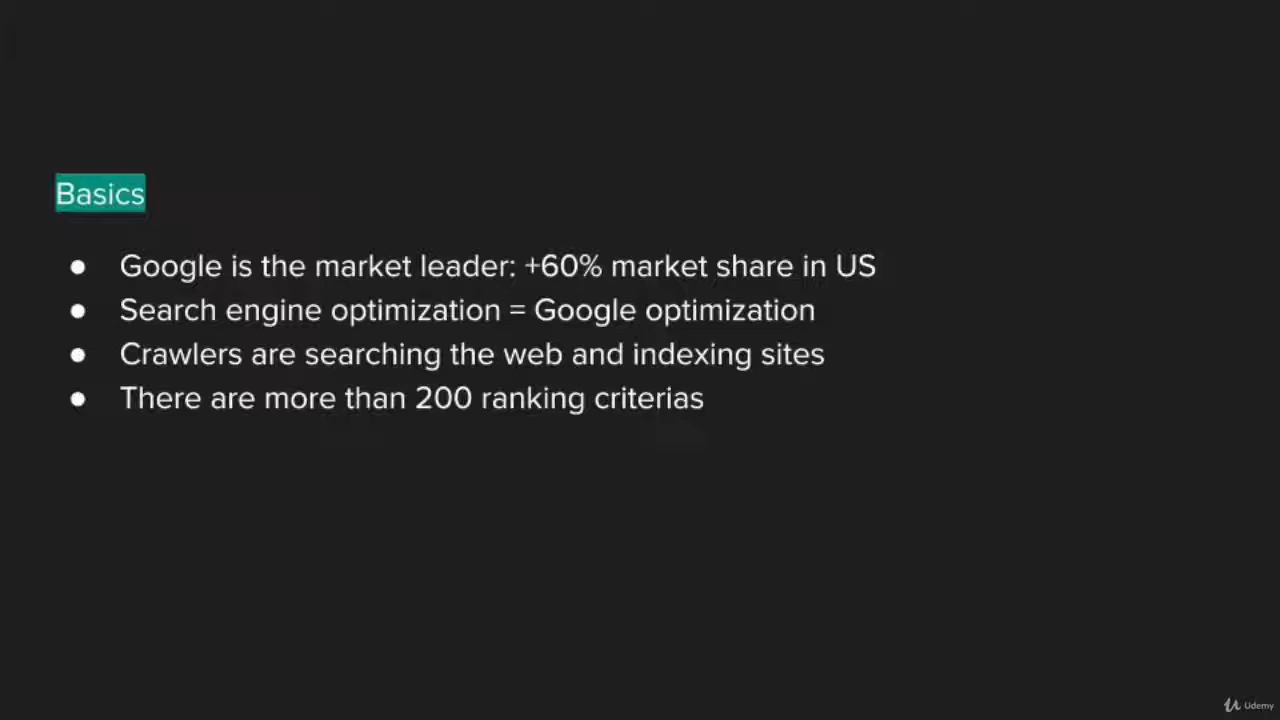 Basics
● Google is the market leader: +60% market share in US
● Search engine optimization = Google optimization
● Crawlers are searching the web and indexing sites
● There are more than 200 ranking criterias
Udemy